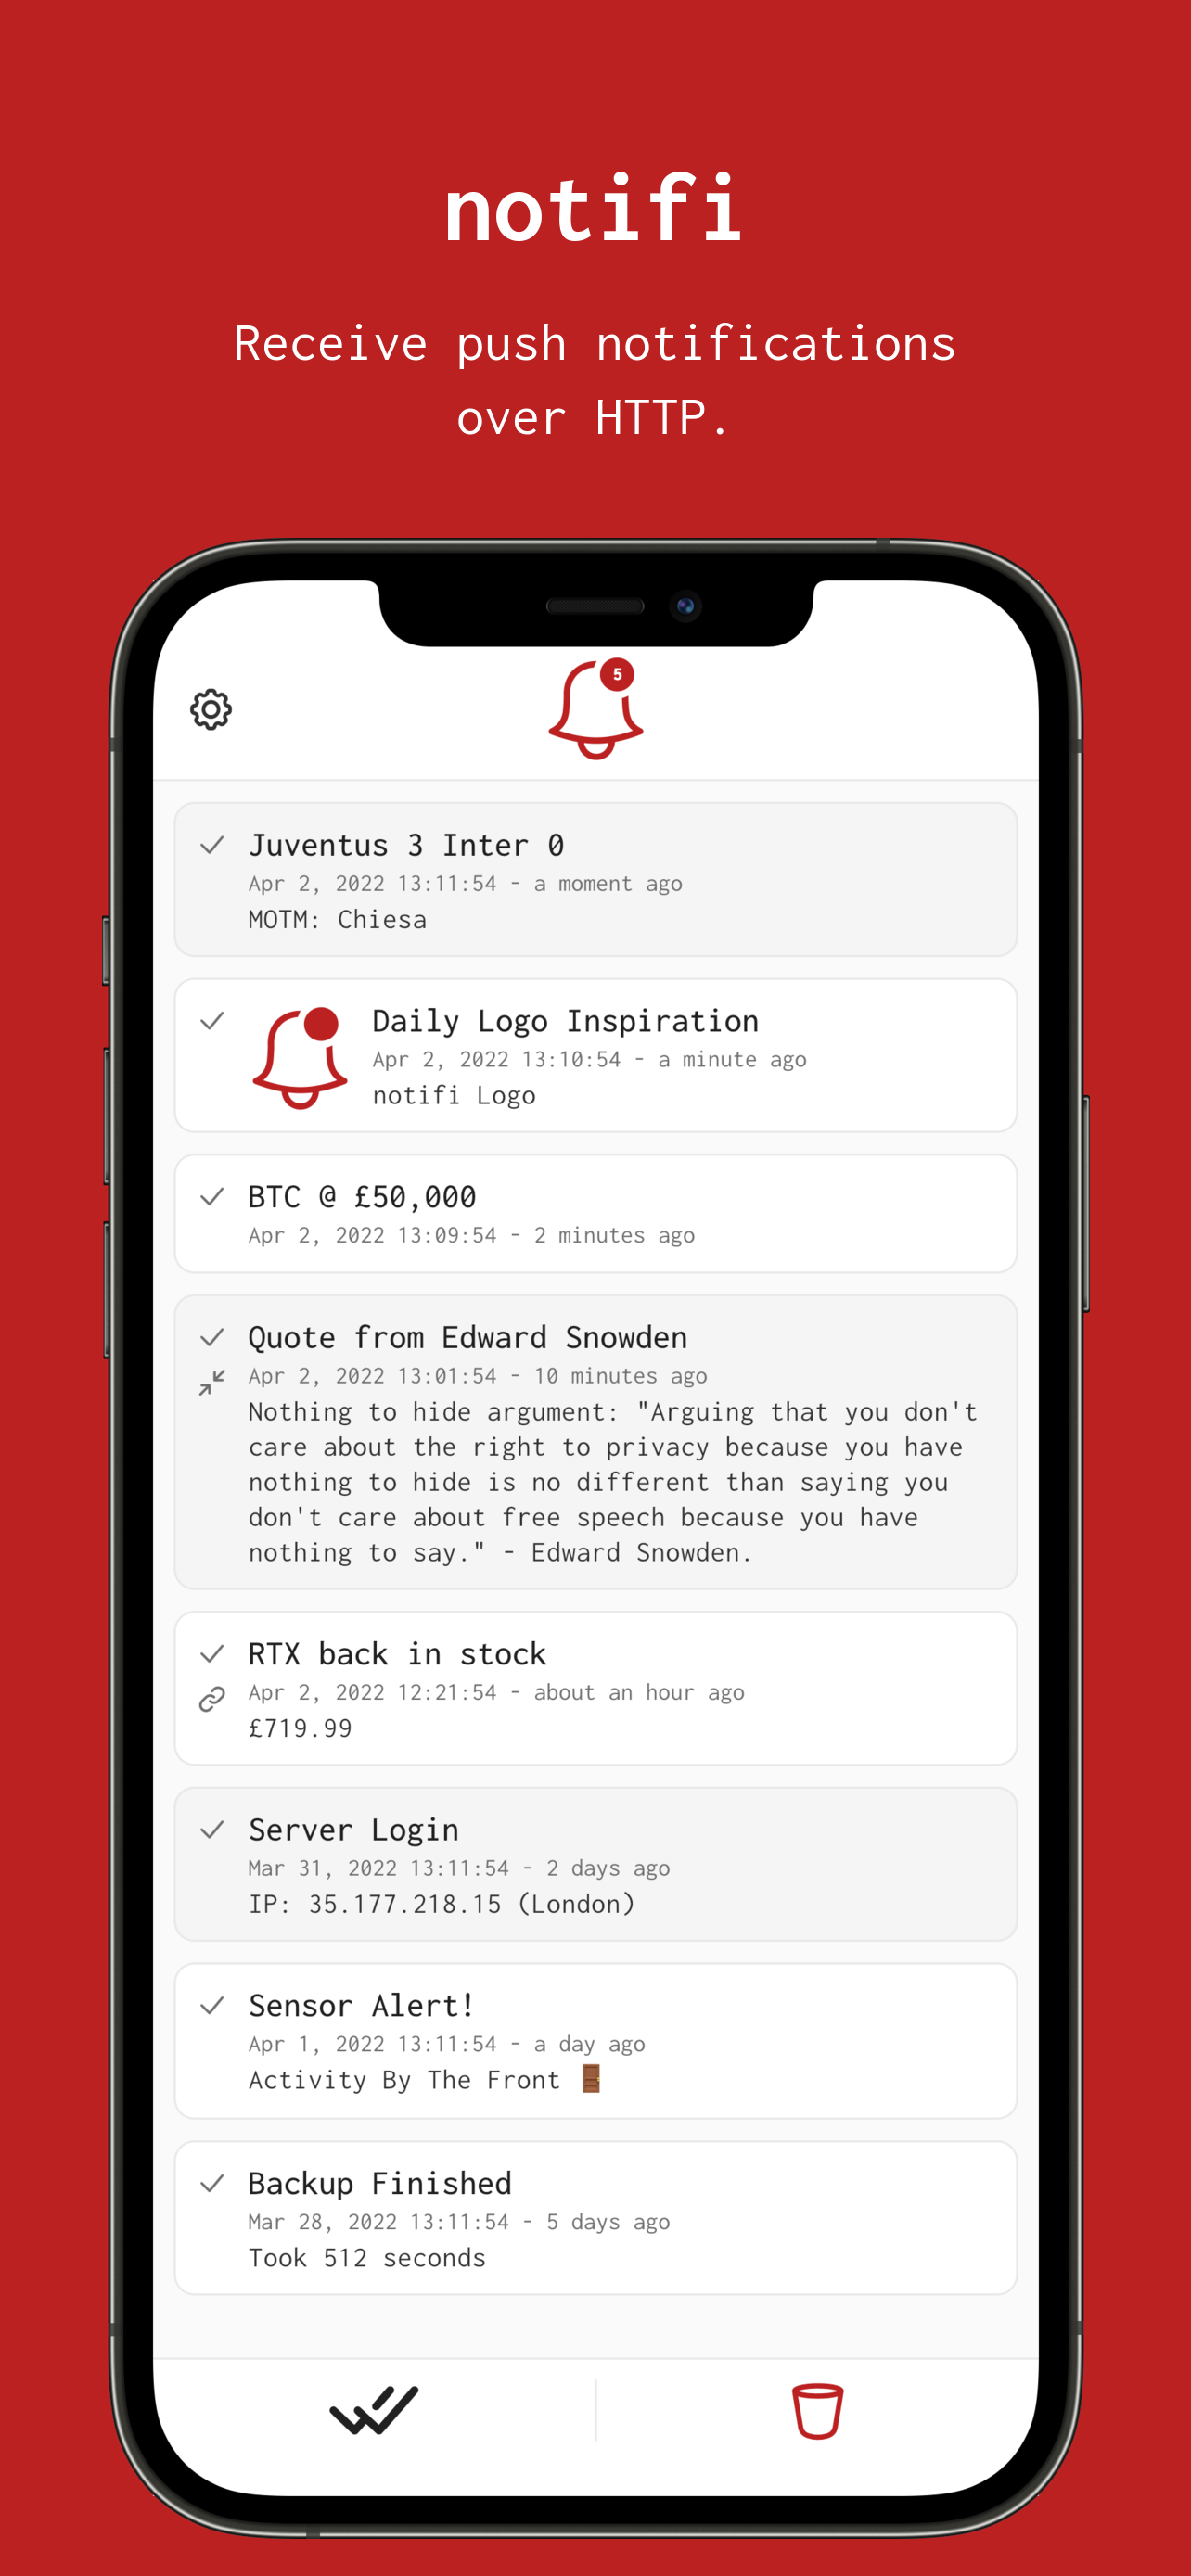 notifi
Receive push notifications
over HTTP.
5
Juventus 3 Inter 0
Apr 2, 2022 13:11:54 - a moment ago
MOTM: Chiesa
Daily Logo Inspiration
Apr 2, 2022 13:10:54 - a minute ago
notifi Logo
BTC @ £50,000
Apr 2, 2022 13:09:54 - 2 minutes ago
Quote from Edward Snowden
Apr 2, 2022 13:01:54 - 10 minutes ago
Nothing to hide argument: "Arguing that you don't
care about the right to privacy because you have
nothing to hide is no different than saying you
don't care about free speech because you have
nothing to say." - Edward Snowden.
RTX back in stock
Apr 2, 2022 12:21:54 - about an hour ago
£719.99
Server Login
Mar 31, 2022 13:11:54 - 2 days ago
IP: 35.177.218.15 (London)
Sensor Alert!
Apr 1, 2022 13:11:54 - a day ago
Activity By The Front 🚪
Backup Finished
Mar 28, 2022 13:11:54 - 5 days ago
Took 512 seconds